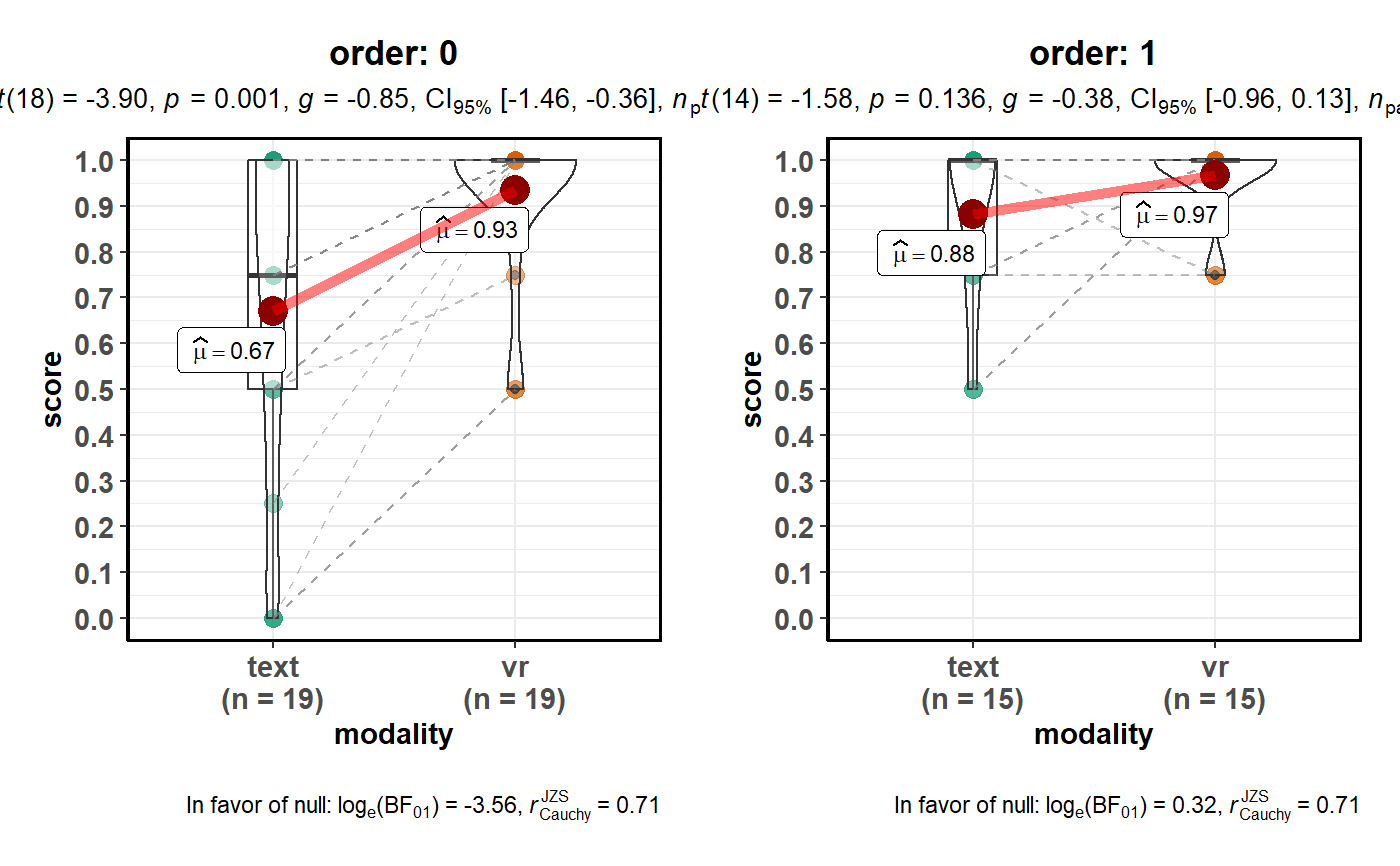 order: 0
t(18) = -3.90, p = 0.001, g = -0.85, CI95% [-1.46, -0.36], np
1.0
0.9
0.8
0.7
0.6
0.5
0.4
0.3
0.2
0.1
0.0
score
μ̂ = 0.67
μ̂ = 0.93
text
(n = 19)
vr
(n = 19)
modality
In favor of null: loge(BF01) = -3.56, rJZSCauchy = 0.71
order: 1
t(14) = -1.58, p = 0.136, g = -0.38, CI95% [-0.96, 0.13], npa
1.0
0.9
0.8
0.7
0.6
0.5
0.4
0.3
0.2
0.1
0.0
score
μ̂ = 0.88
μ̂ = 0.97
text
(n = 15)
vr
(n = 15)
modality
In favor of null: loge(BF01) = 0.32, rJZSCauchy = 0.71